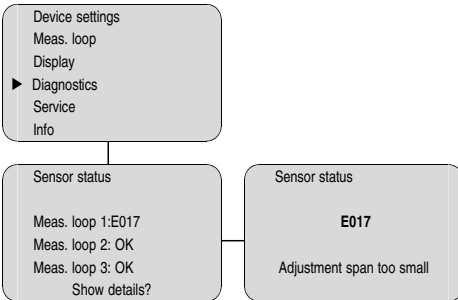 Device settings
Meas. loop
Display
▶ Diagnostics
Service
Info
Sensor status
Meas. loop 1:E017
Meas. loop 2: OK
Meas. loop 3: OK
Show details?
Sensor status
E017
Adjustment span too small